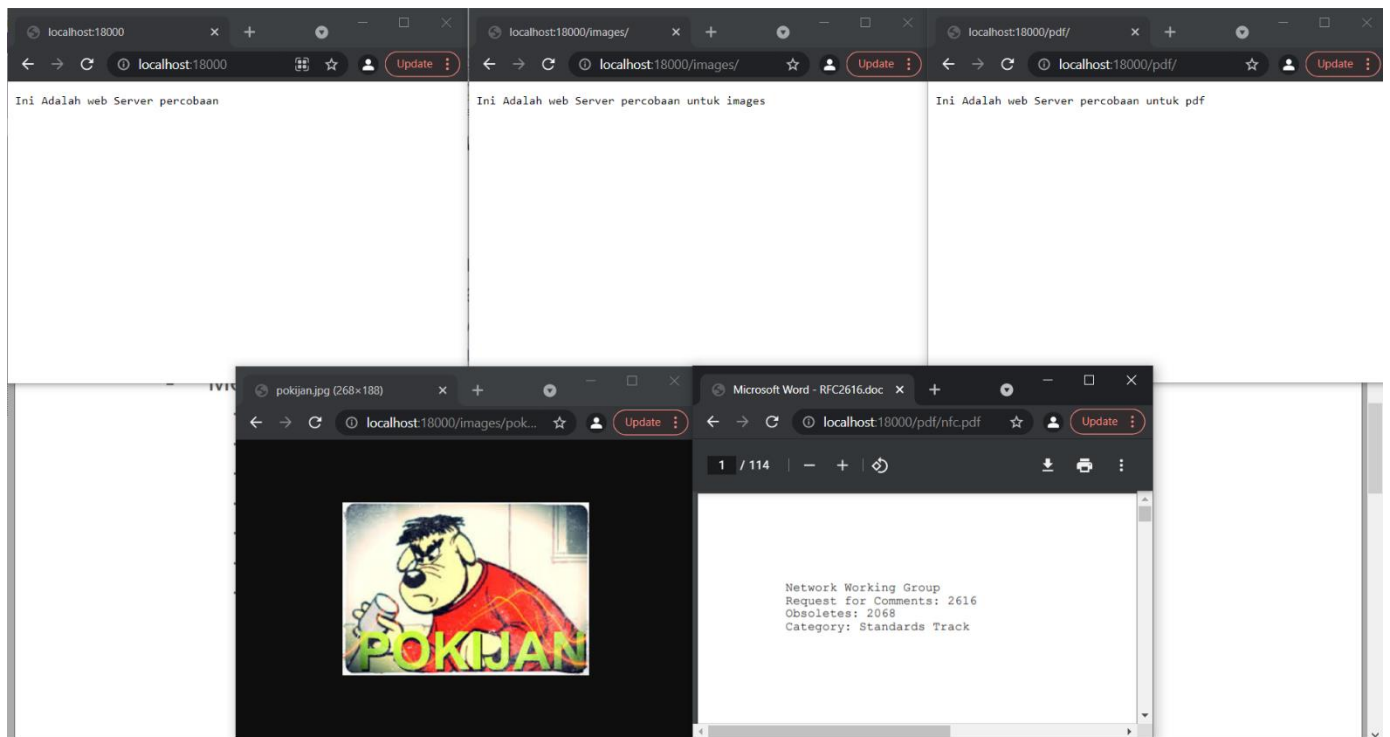 localhost:18000
localhost:18000
Update
Ini Adalah web Server percobaan
localhost:18000/images/
localhost:18000/images/
Update
Ini Adalah web Server percobaan untuk images
localhost:18000/pdf/
localhost:18000/pdf/
Update
Ini Adalah web Server percobaan untuk pdf
pokijan.jpg (268×188)
localhost:18000/images/pok...
Update
POKIJAN
Microsoft Word - RFC2616.doc
localhost:18000/pdf/nfc.pdf
Update
1 / 114
Network Working Group
Request for Comments: 2616
Obsoletes: 2068
Category: Standards Track